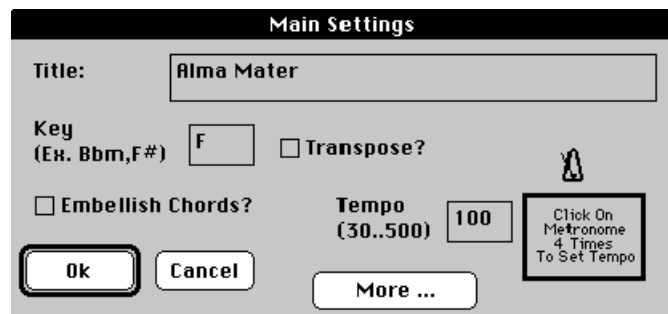 Main Settings
Title:
Alma Mater
Key
(Ex. Bbm,F#)
F
Transpose?
Embellish Chords?
Tempo
(30..500)
100
Click On
Metronome
4 Times
To Set Tempo
Ok
Cancel
More ...